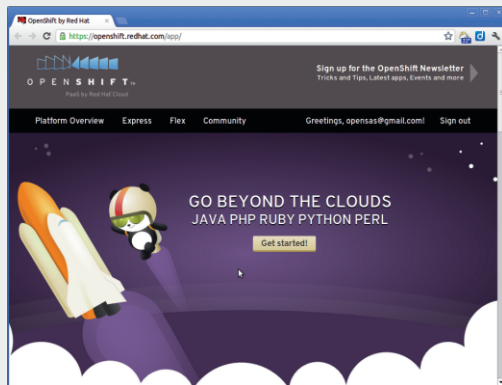 OpenShift by Red Hat
https://openshift.redhat.com/app/
OPENSHIFT
PaaS by Red Hat Cloud
Sign up for the OpenShift Newsletter
Tricks and Tips, Latest apps, Events and more
Platform Overview Express Flex Community Greetings, opensas@gmail.com! Sign out
GO BEYOND THE CLOUDS
JAVA PHP RUBY PYTHON PERL
Get started!